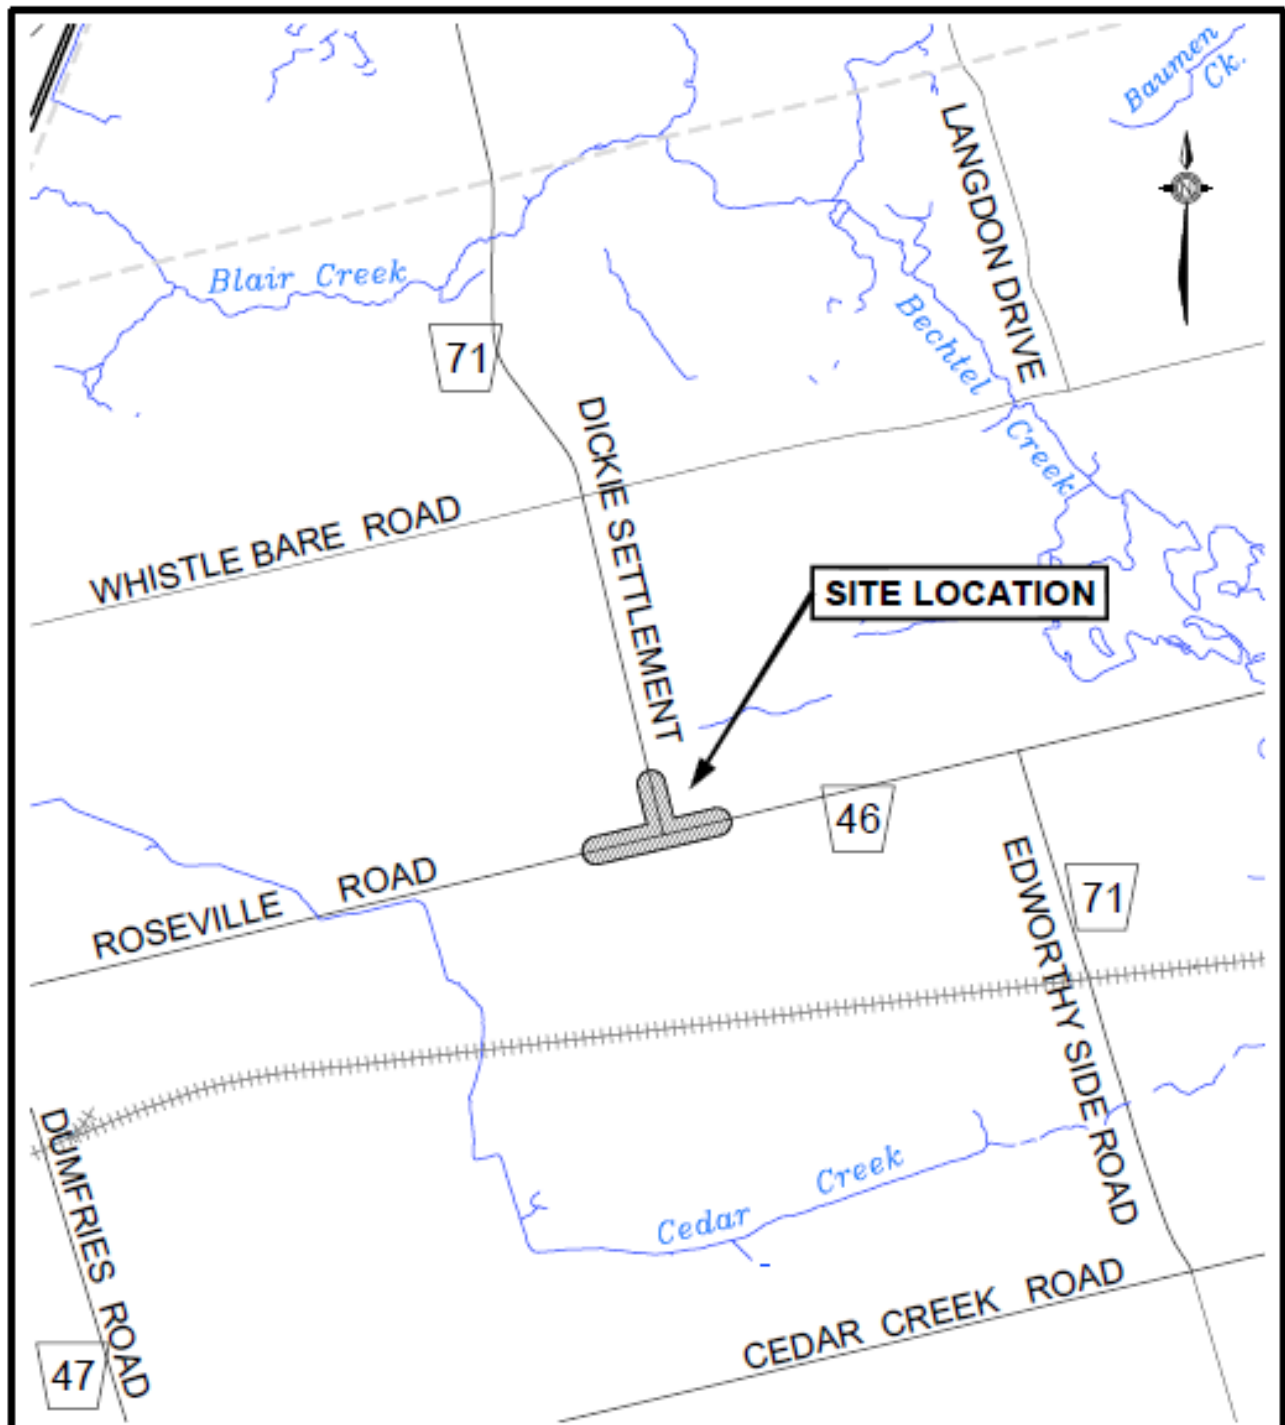 Baumen
Ck.
LANGDON DRIVE
N
Blair Creek
Bechtel
Creek
71
DICKIE SETTLEMENT
WHISTLE BARE ROAD
SITE LOCATION
46
ROSEVILLE ROAD
71
EDWORTHY SIDE ROAD
DUMFRIES ROAD
Cedar Creek
CEDAR CREEK ROAD
47